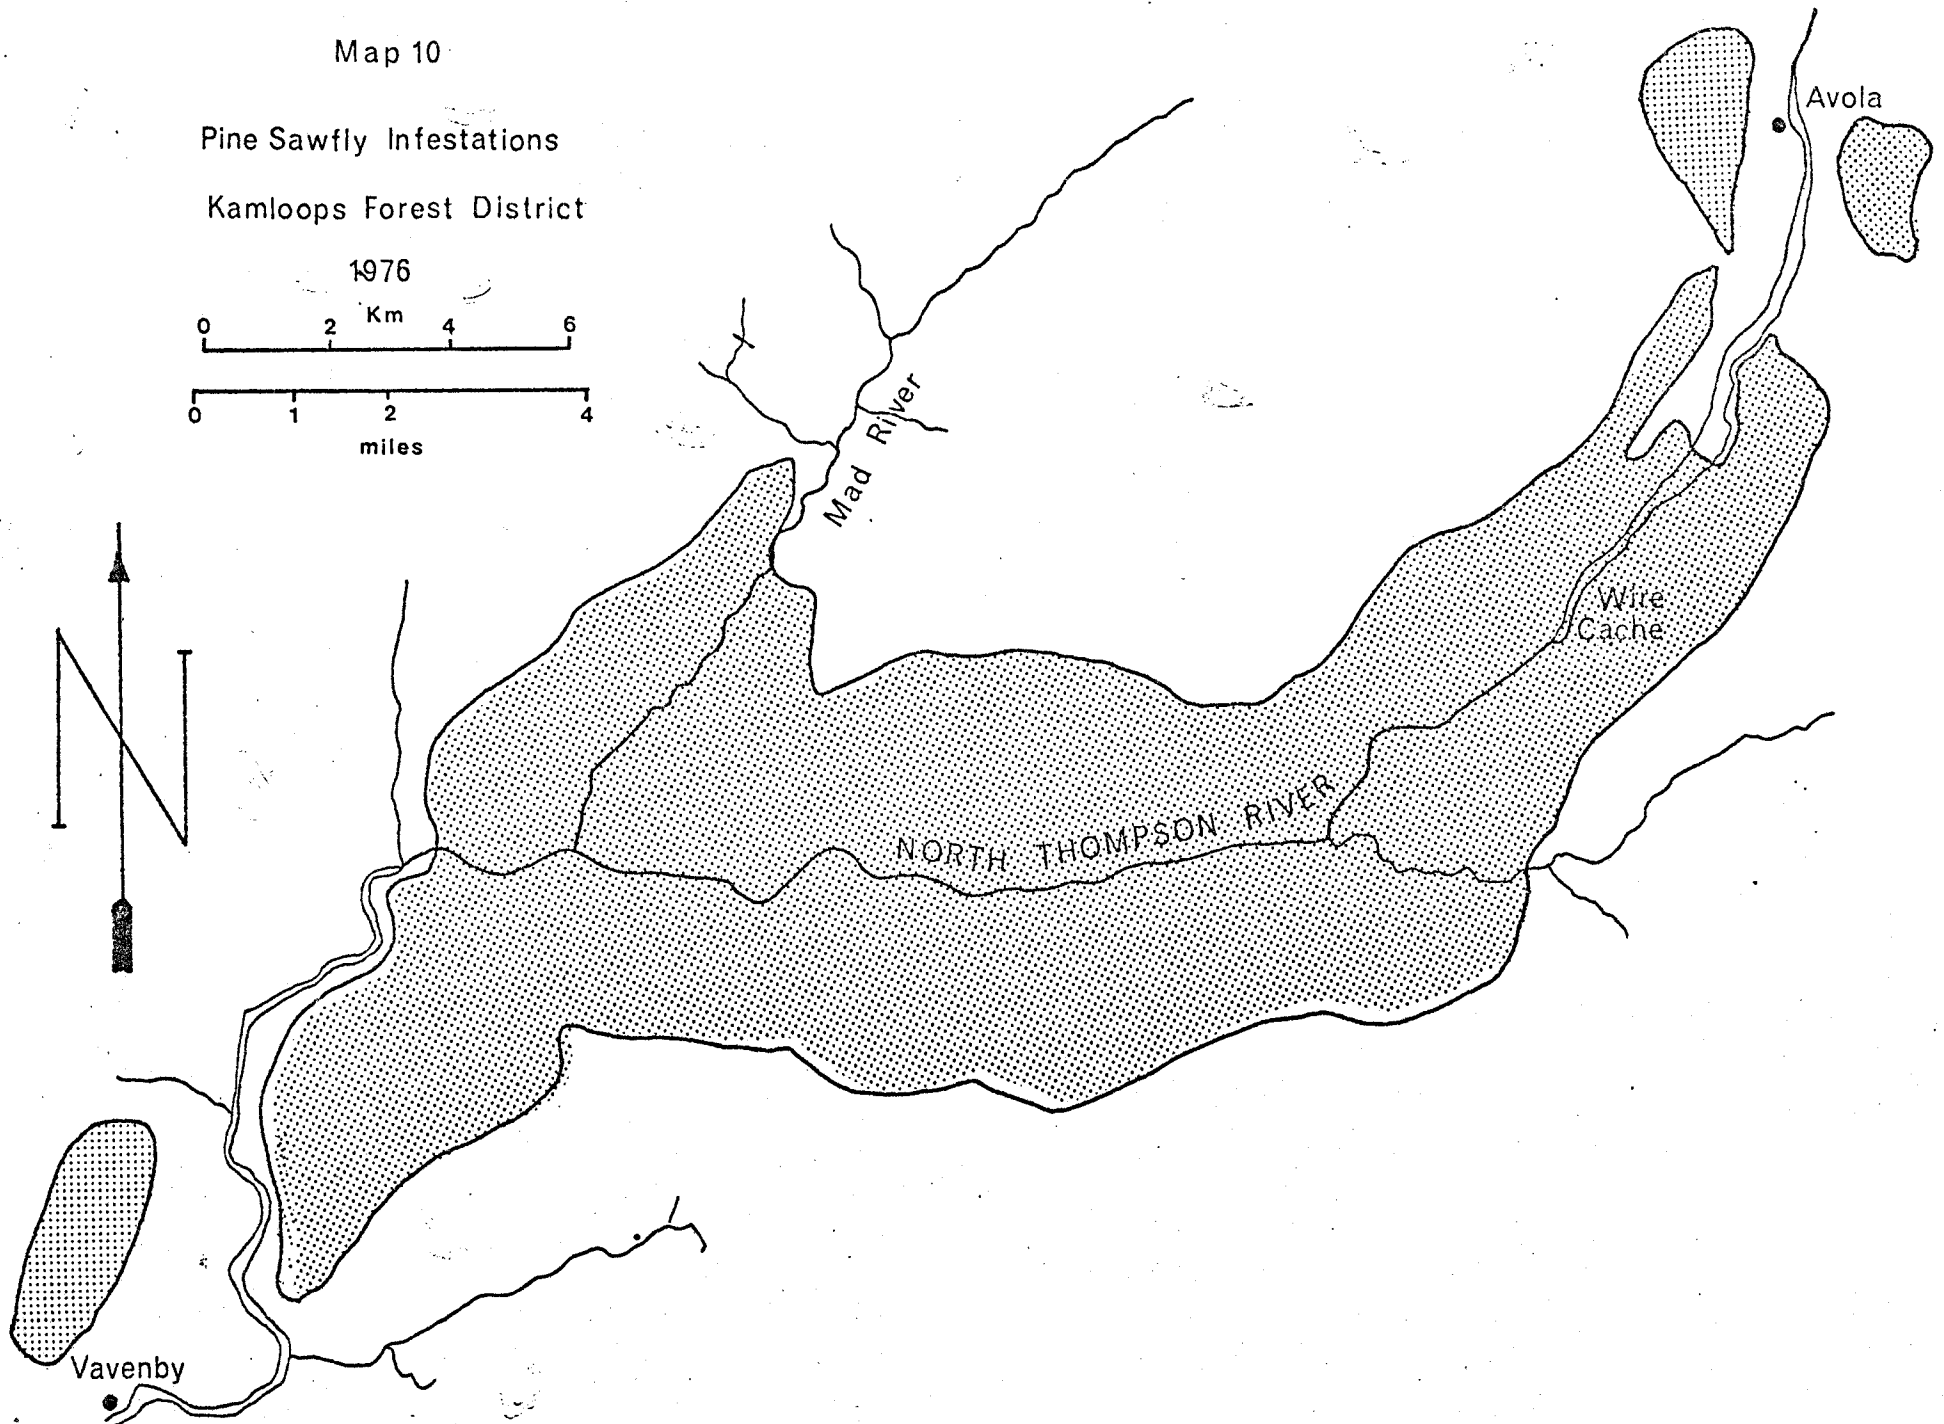 Map 10
Pine Sawfly Infestations
Kamloops Forest District
1976
Km
0 2 4 6
0 1 2 4
miles
Avola
Mad River
N
Wire
Cache
NORTH THOMPSON RIVER
Vavenby